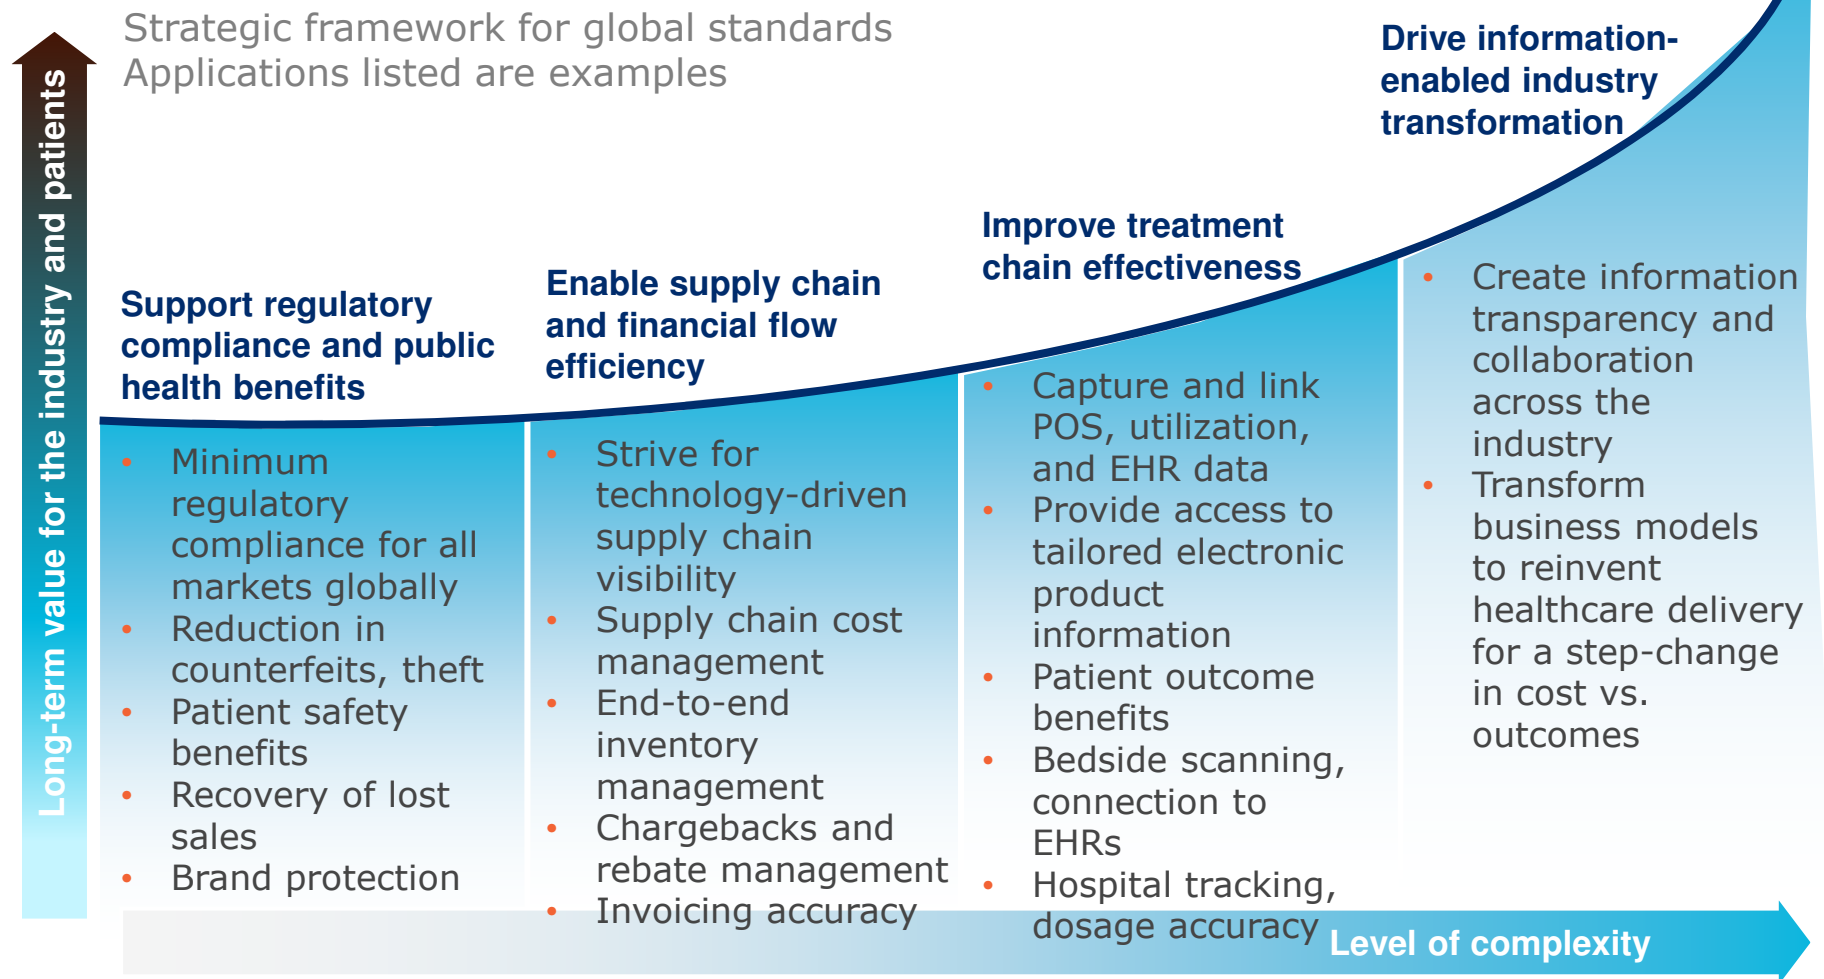 Strategic framework for global standards
Applications listed are examples
Long-term value for the industry and patients
Support regulatory
compliance and public
health benefits
• Minimum
regulatory
compliance for all
markets globally
• Reduction in
counterfeits, theft
• Patient safety
benefits
• Recovery of lost
sales
• Brand protection
Enable supply chain
and financial flow
efficiency
• Strive for
technology-driven
supply chain
visibility
• Supply chain cost
management
• End-to-end
inventory
management
• Chargebacks and
rebate management
• Invoicing accuracy
Improve treatment
chain effectiveness
• Capture and link
POS, utilization,
and EHR data
• Provide access to
tailored electronic
product
information
• Patient outcome
benefits
• Bedside scanning,
connection to
EHRs
• Hospital tracking,
dosage accuracy
Drive information-
enabled industry
transformation
• Create information
transparency and
collaboration
across the
industry
• Transform
business models
to reinvent
healthcare delivery
for a step-change
in cost vs.
outcomes
Level of complexity